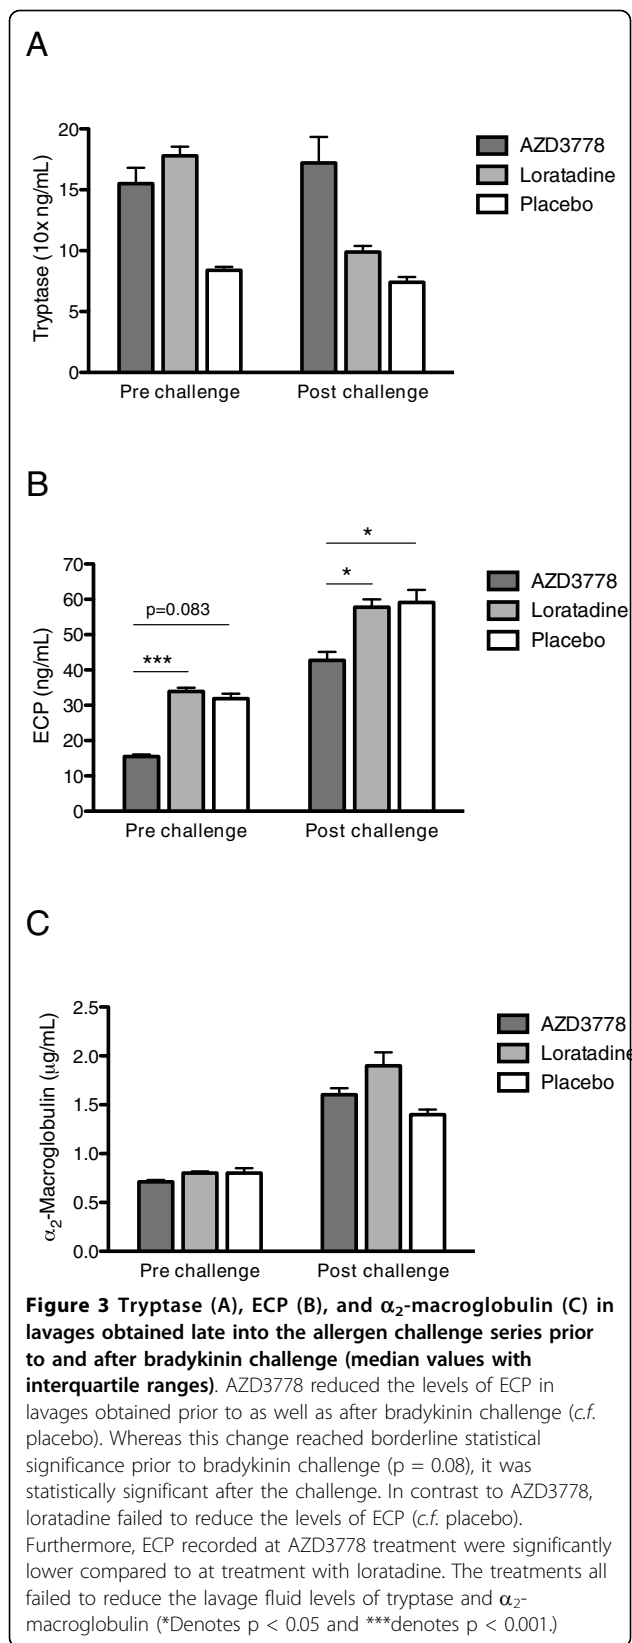 A
20
15
10
5
0
Tryptase (10x ng/mL)
AZD3778
Loratadine
Placebo
Pre challenge
Post challenge
B
70
60
50
40
30
20
10
0
ECP (ng/mL)
p=0.083
***
*
*
AZD3778
Loratadine
Placebo
Pre challenge
Post challenge
C
2.5
2.0
1.5
1.0
0.5
0.0
α2-Macroglobulin (μg/mL)
AZD3778
Loratadine
Placebo
Pre challenge
Post challenge
Figure 3 Tryptase (A), ECP (B), and α2-macroglobulin (C) in
lavages obtained late into the allergen challenge series prior
to and after bradykinin challenge (median values with
interquartile ranges). AZD3778 reduced the levels of ECP in
lavages obtained prior to as well as after bradykinin challenge (c.f.
placebo). Whereas this change reached borderline statistical
significance prior to bradykinin challenge (p = 0.08), it was
statistically significant after the challenge. In contrast to AZD3778,
loratadine failed to reduce the levels of ECP (c.f. placebo).
Furthermore, ECP recorded at AZD3778 treatment were significantly
lower compared to at treatment with loratadine. The treatments all
failed to reduce the lavage fluid levels of tryptase and α2-
macroglobulin (*Denotes p < 0.05 and ***denotes p < 0.001.)